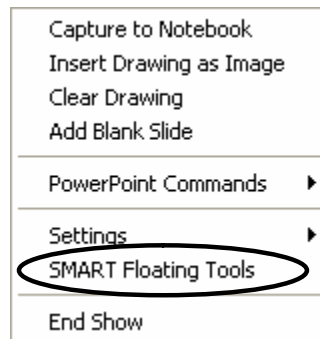 Capture to Notebook
Insert Drawing as Image
Clear Drawing
Add Blank Slide
PowerPoint Commands
Settings
SMART Floating Tools
End Show